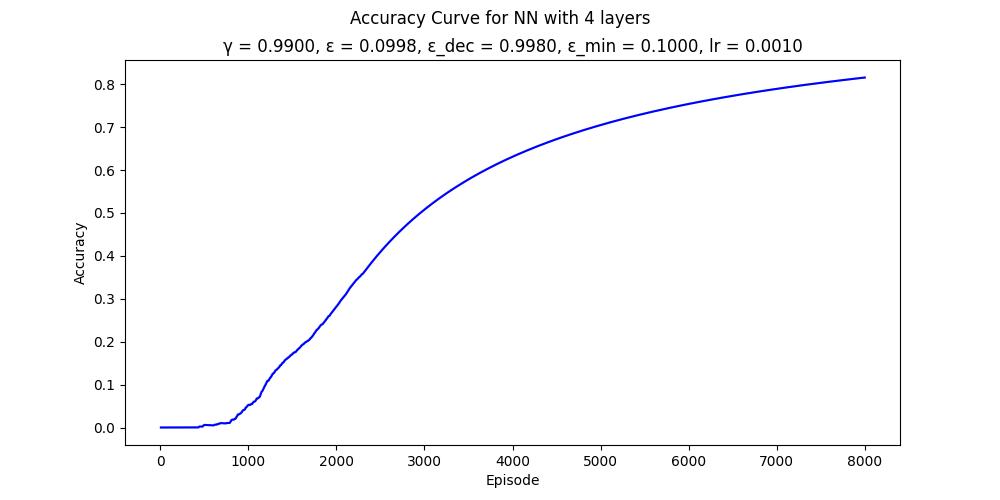 Accuracy Curve for NN with 4 layers
γ = 0.9900, ε = 0.0998, ε_dec = 0.9980, ε_min = 0.1000, lr = 0.0010
0.8
0.7
0.6
0.5
0.4
0.3
0.2
0.1
0.0
Accuracy
0 1000 2000 3000 4000 5000 6000 7000 8000
Episode